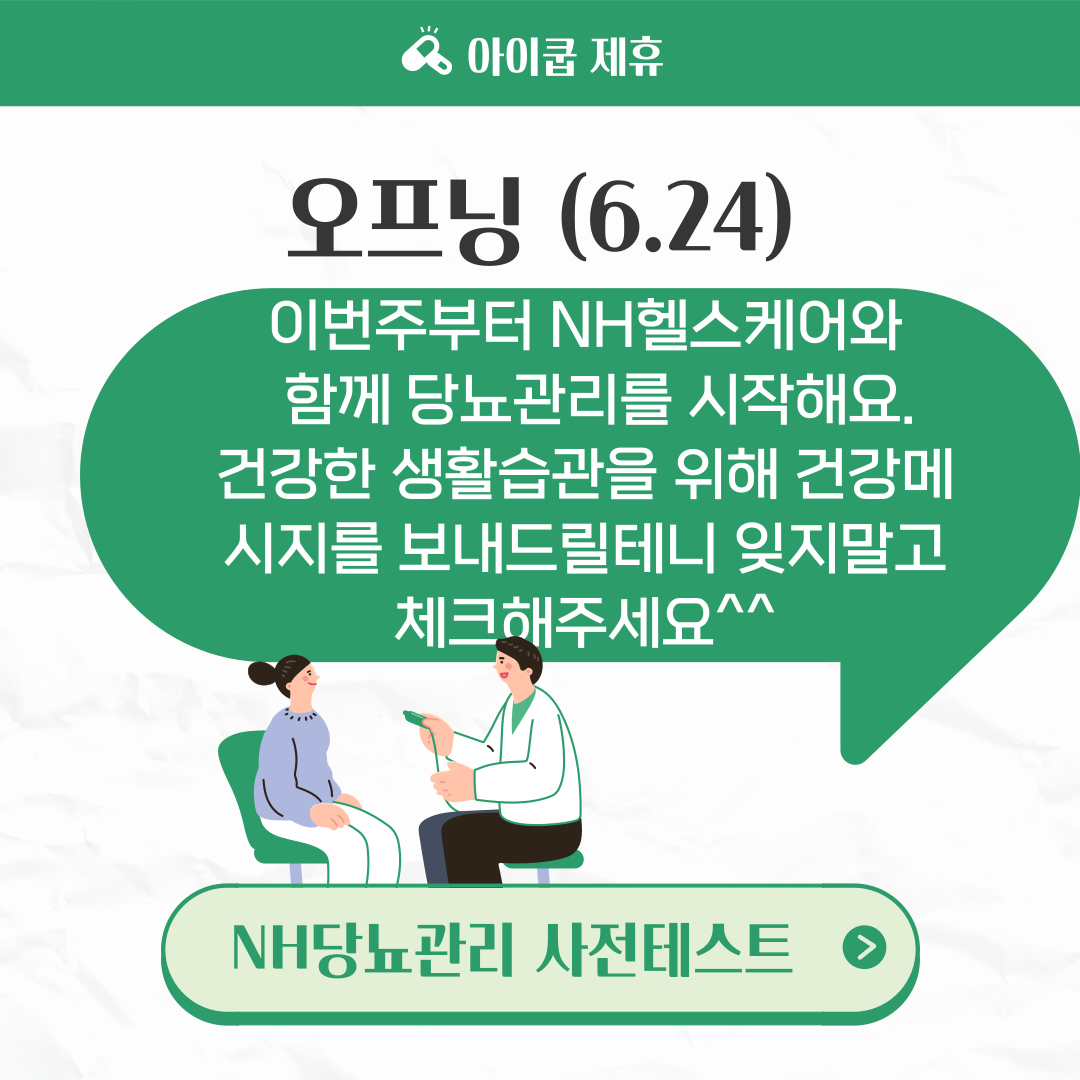 아이쿱 제휴
오프닝 (6.24)
이번주부터 NH헬스케어와
함께 당뇨관리를 시작해요.
건강한 생활습관을 위해 건강메
시지를 보내드릴테니 잊지말고
체크해주세요^^
NH당뇨관리 사전테스트